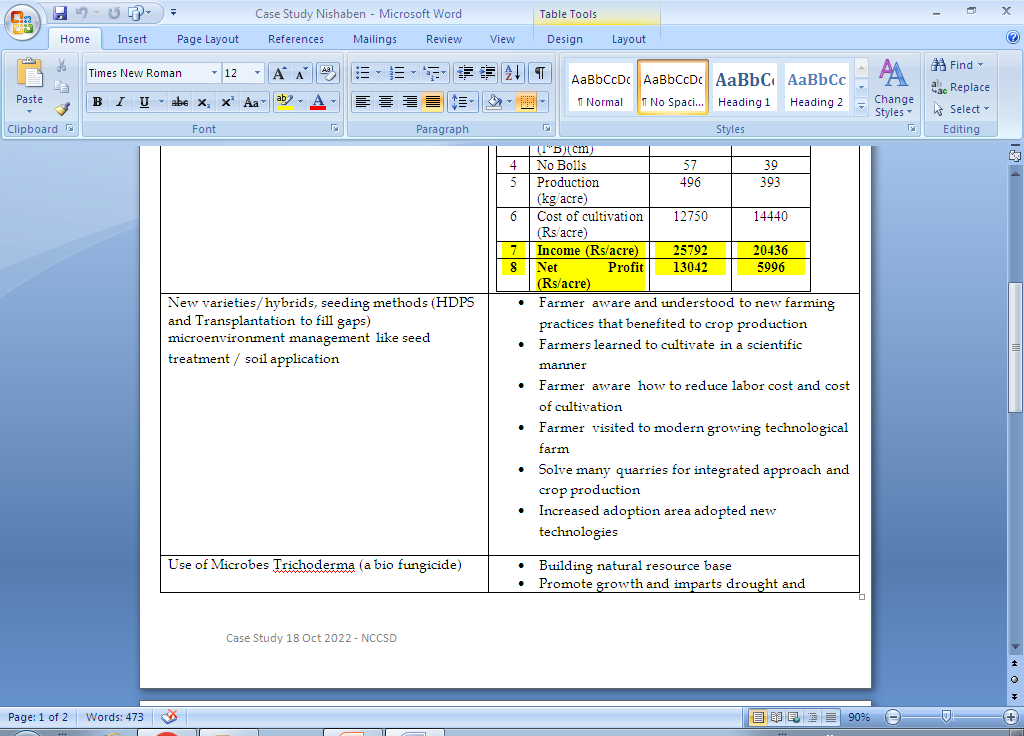 Case Study Nishaben - Microsoft Word
Table Tools
Home Insert Page Layout References Mailings Review View Design Layout
Paste
Clipboard
Times New Roman 12
B I U abc X₂ X² Aa
Font
Paragraph
AaBbCcDc AaBbCcDc AaBbC AaBbCc
¶ Normal ¶ No Spaci... Heading 1 Heading 2
Change Styles
Styles
Find
Replace
Select
Editing
(l*B)(cm)
4 No Bolls 57 39
5 Production 496 393
(kg/acre)
6 Cost of cultivation 12750 14440
(Rs/acre)
7 Income (Rs/acre) 25792 20436
8 Net Profit 13042 5996
(Rs/acre)
New varieties/hybrids, seeding methods (HDPS
and Transplantation to fill gaps)
microenvironment management like seed
treatment / soil application
• Farmer aware and understood to new farming
practices that benefited to crop production
• Farmers learned to cultivate in a scientific
manner
• Farmer aware how to reduce labor cost and cost
of cultivation
• Farmer visited to modern growing technological
farm
• Solve many quarries for integrated approach and
crop production
• Increased adoption area adopted new
technologies
Use of Microbes Trichoderma (a bio fungicide)
• Building natural resource base
• Promote growth and imparts drought and
Case Study 18 Oct 2022 - NCCSD
Page: 1 of 2 Words: 473 90%